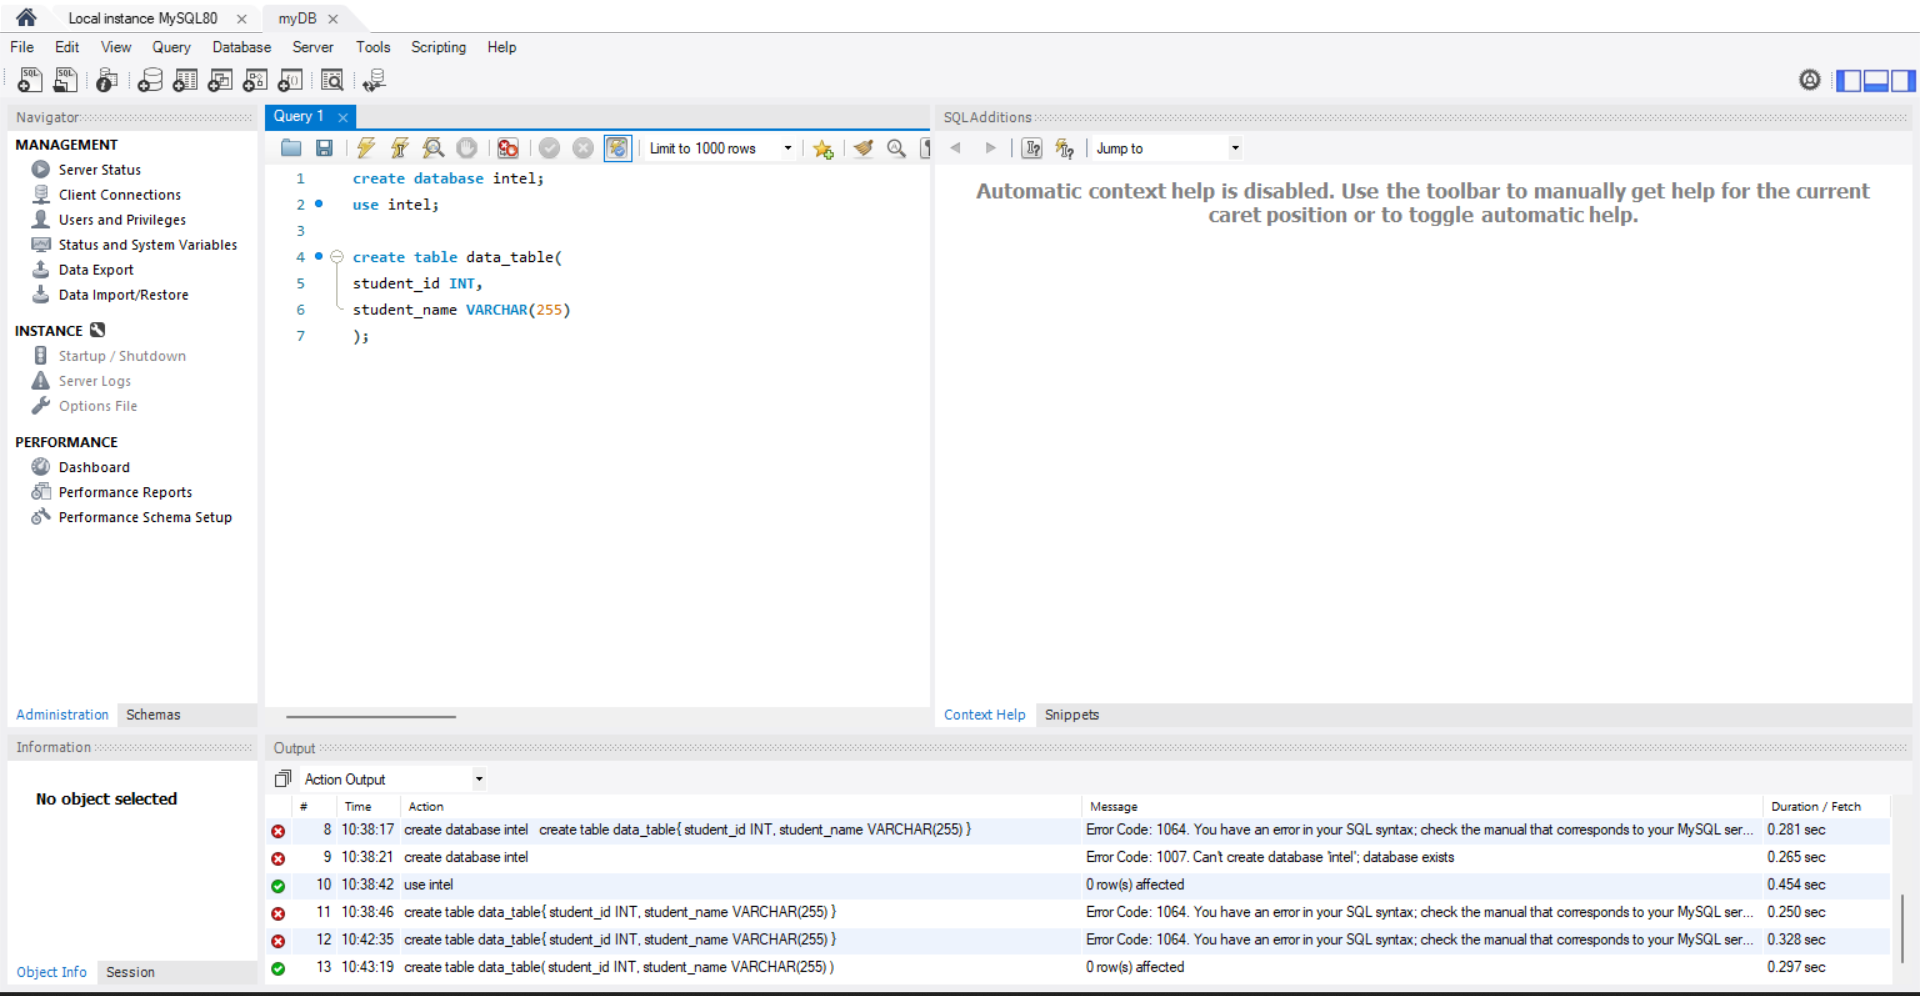 Local instance MySQL80
myDB
File Edit View Query Database Server Tools Scripting Help
Navigator
MANAGEMENT
Server Status
Client Connections
Users and Privileges
Status and System Variables
Data Export
Data Import/Restore
INSTANCE
Startup / Shutdown
Server Logs
Options File
PERFORMANCE
Dashboard
Performance Reports
Performance Schema Setup
Administration Schemas
Query 1
Limit to 1000 rows
1 create database intel;
2 use intel;
3
4 create table data_table(
5 student_id INT,
6 student_name VARCHAR(255)
7 );
SQLAdditions
Jump to
Automatic context help is disabled. Use the toolbar to manually get help for the current
caret position or to toggle automatic help.
Context Help Snippets
Information
No object selected
Object Info Session
Output
Action Output
# Time Action Message Duration / Fetch
8 10:38:17 create database intel create table data_table{ student_id INT, student_name VARCHAR(255) } Error Code: 1064. You have an error in your SQL syntax; check the manual that corresponds to your MySQL ser... 0.281 sec
9 10:38:21 create database intel Error Code: 1007. Can't create database 'intel'; database exists 0.265 sec
10 10:38:42 use intel 0 row(s) affected 0.454 sec
11 10:38:46 create table data_table{ student_id INT, student_name VARCHAR(255) } Error Code: 1064. You have an error in your SQL syntax; check the manual that corresponds to your MySQL ser... 0.250 sec
12 10:42:35 create table data_table{ student_id INT, student_name VARCHAR(255) } Error Code: 1064. You have an error in your SQL syntax; check the manual that corresponds to your MySQL ser... 0.328 sec
13 10:43:19 create table data_table( student_id INT, student_name VARCHAR(255) ) 0 row(s) affected 0.297 sec